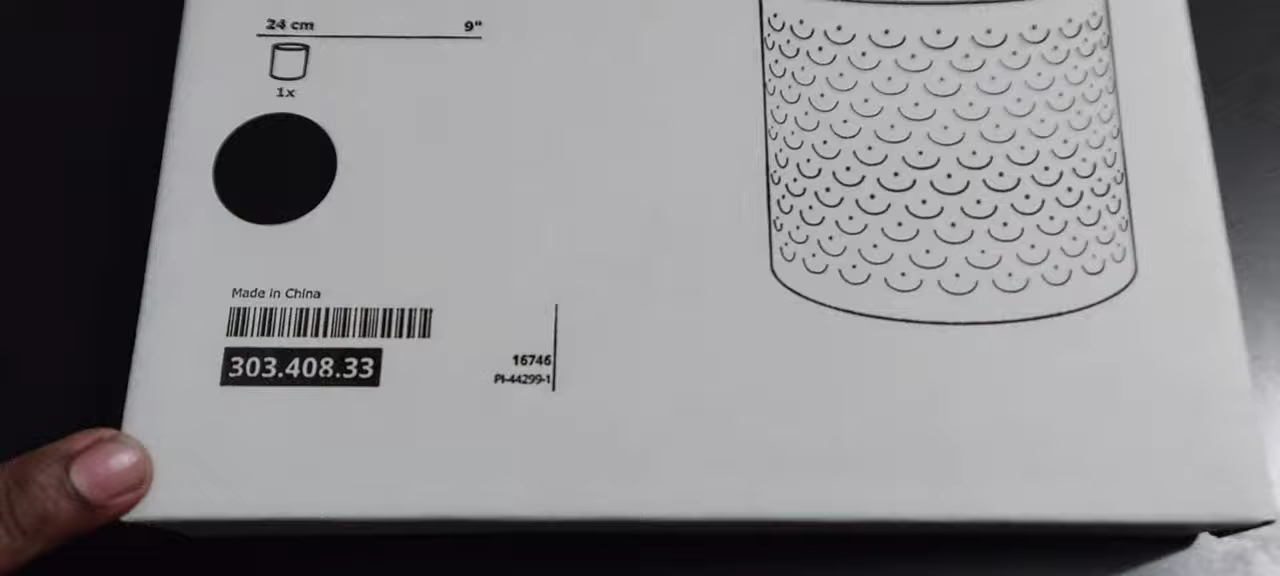 24 cm 9"
1x
Made in China
303.408.33
16746
PI-44299-1